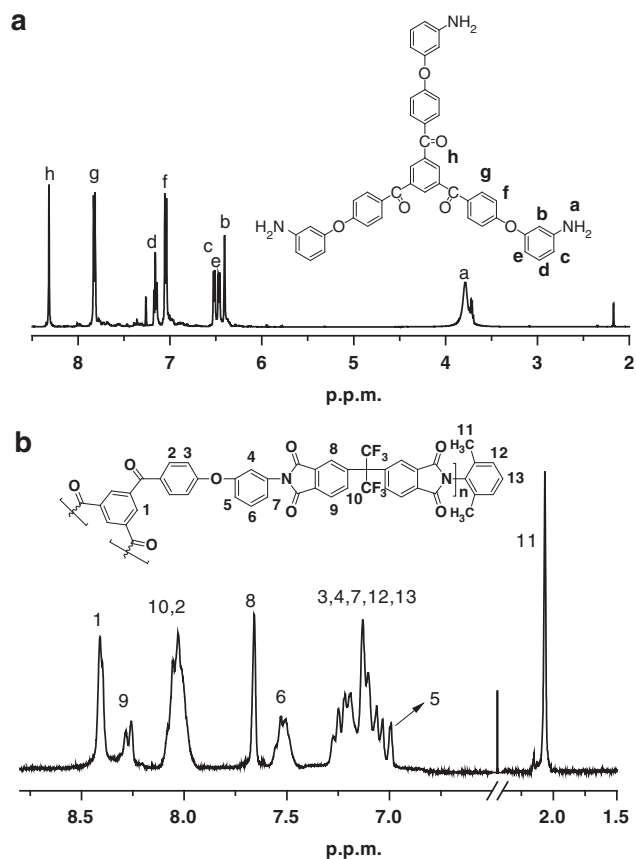 a
NH2
O
C=O
h
g
f
a
H2N
O
C
O
C
O
O
b
NH2
e
d
c
h
g
f
d
c
e
b
a
8
7
6
5
4
3
2
p.p.m.
b
O
2
3
O
4
O
N
O
8
CF3
CF3
O
N
O
n
11
H3C
12
13
H3C
1
5
6
7
9
10
O
O
1
9
10,2
8
6
3,4,7,12,13
5
11
8.5
8.0
7.5
7.0
2.0
1.5
p.p.m.